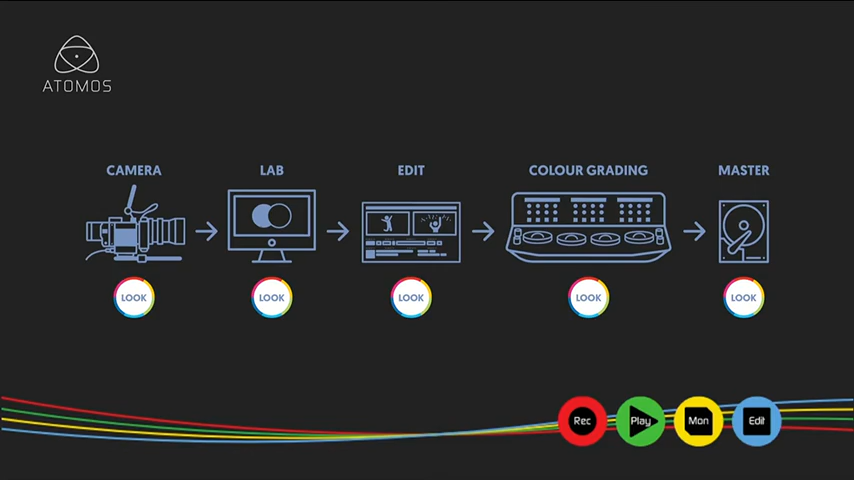 ATOMOS
CAMERA
LAB
EDIT
COLOUR GRADING
MASTER
LOOK
LOOK
LOOK
LOOK
LOOK
Rec
Play
Mon
Edit